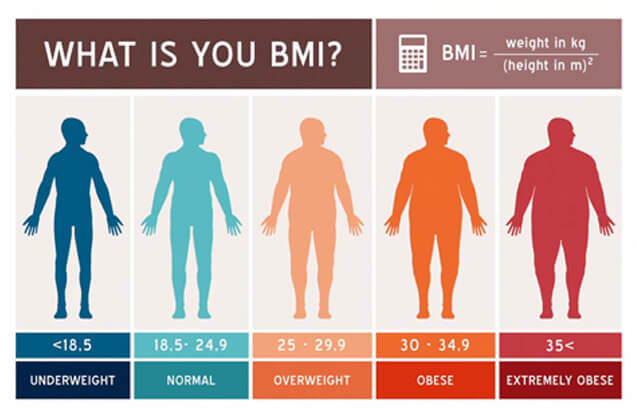 WHAT IS YOU BMI?
BMI = weight in kg
(height in m)²
<18.5
18.5- 24.9
25 - 29.9
30 - 34.9
35<
UNDERWEIGHT
NORMAL
OVERWEIGHT
OBESE
EXTREMELY OBESE